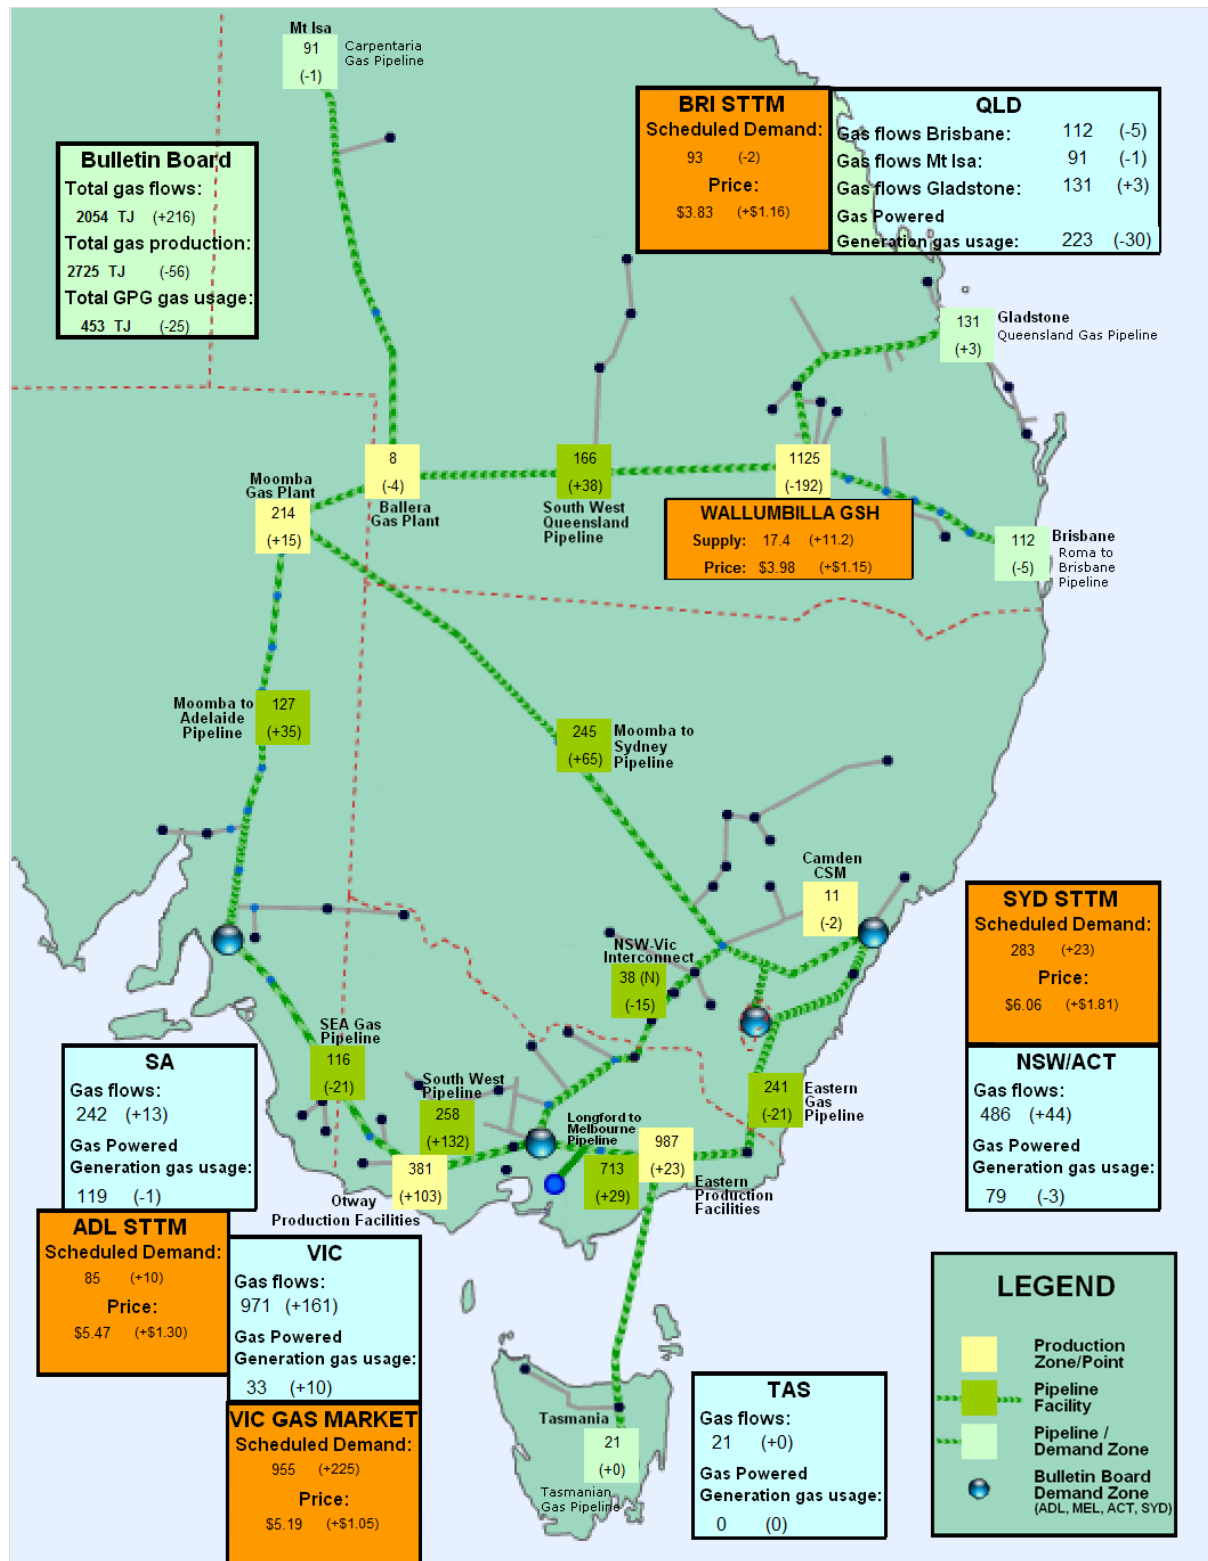 Mt Isa
91
(-1)
Carpentaria
Gas Pipeline
BRI STTM
Scheduled Demand:
93 (-2)
Price:
$3.83 (+$1.16)
QLD
Gas flows Brisbane: 112 (-5)
Gas flows Mt Isa: 91 (-1)
Gas flows Gladstone: 131 (+3)
Gas Powered
Generation gas usage: 223 (-30)
Bulletin Board
Total gas flows:
2054 TJ (+216)
Total gas production:
2725 TJ (-56)
Total GPG gas usage:
453 TJ (-25)
131
(+3)
Gladstone
Queensland Gas Pipeline
Moomba
Gas Plant
214
(+15)
8
(-4)
Ballera
Gas Plant
166
(+38)
South West
Queensland
Pipeline
1125
(-192)
WALLUMBILLA GSH
Supply: 17.4 (+11.2)
Price: $3.98 (+$1.15)
112
(-5)
Brisbane
Roma to
Brisbane
Pipeline
Moomba to
Adelaide
Pipeline
127
(+35)
245
(+65)
Moomba to
Sydney
Pipeline
Camden
CSM
11
(-2)
NSW-Vic
Interconnect
38 (N)
(-15)
SYD STTM
Scheduled Demand:
283 (+23)
Price:
$6.06 (+$1.81)
SEA Gas
Pipeline
116
(-21)
South West
Pipeline
258
(+132)
Longford to
Melbourne
Pipeline
713
(+29)
987
(+23)
Eastern
Production
Facilities
241
(-21)
Eastern
Gas
Pipeline
NSW/ACT
Gas flows:
486 (+44)
Gas Powered
Generation gas usage:
79 (-3)
SA
Gas flows:
242 (+13)
Gas Powered
Generation gas usage:
119 (-1)
381
(+103)
Otway
Production Facilities
ADL STTM
Scheduled Demand:
85 (+10)
Price:
$5.47 (+$1.30)
VIC
Gas flows:
971 (+161)
Gas Powered
Generation gas usage:
33 (+10)
VIC GAS MARKET
Scheduled Demand:
955 (+225)
Price:
$5.19 (+$1.05)
Tasmania
21
(+0)
Tasmanian
Gas Pipeline
TAS
Gas flows:
21 (+0)
Gas Powered
Generation gas usage:
0 (0)
LEGEND
Production
Zone/Point
Pipeline
Facility
Pipeline /
Demand Zone
Bulletin Board
Demand Zone
(ADL, MEL, ACT, SYD)